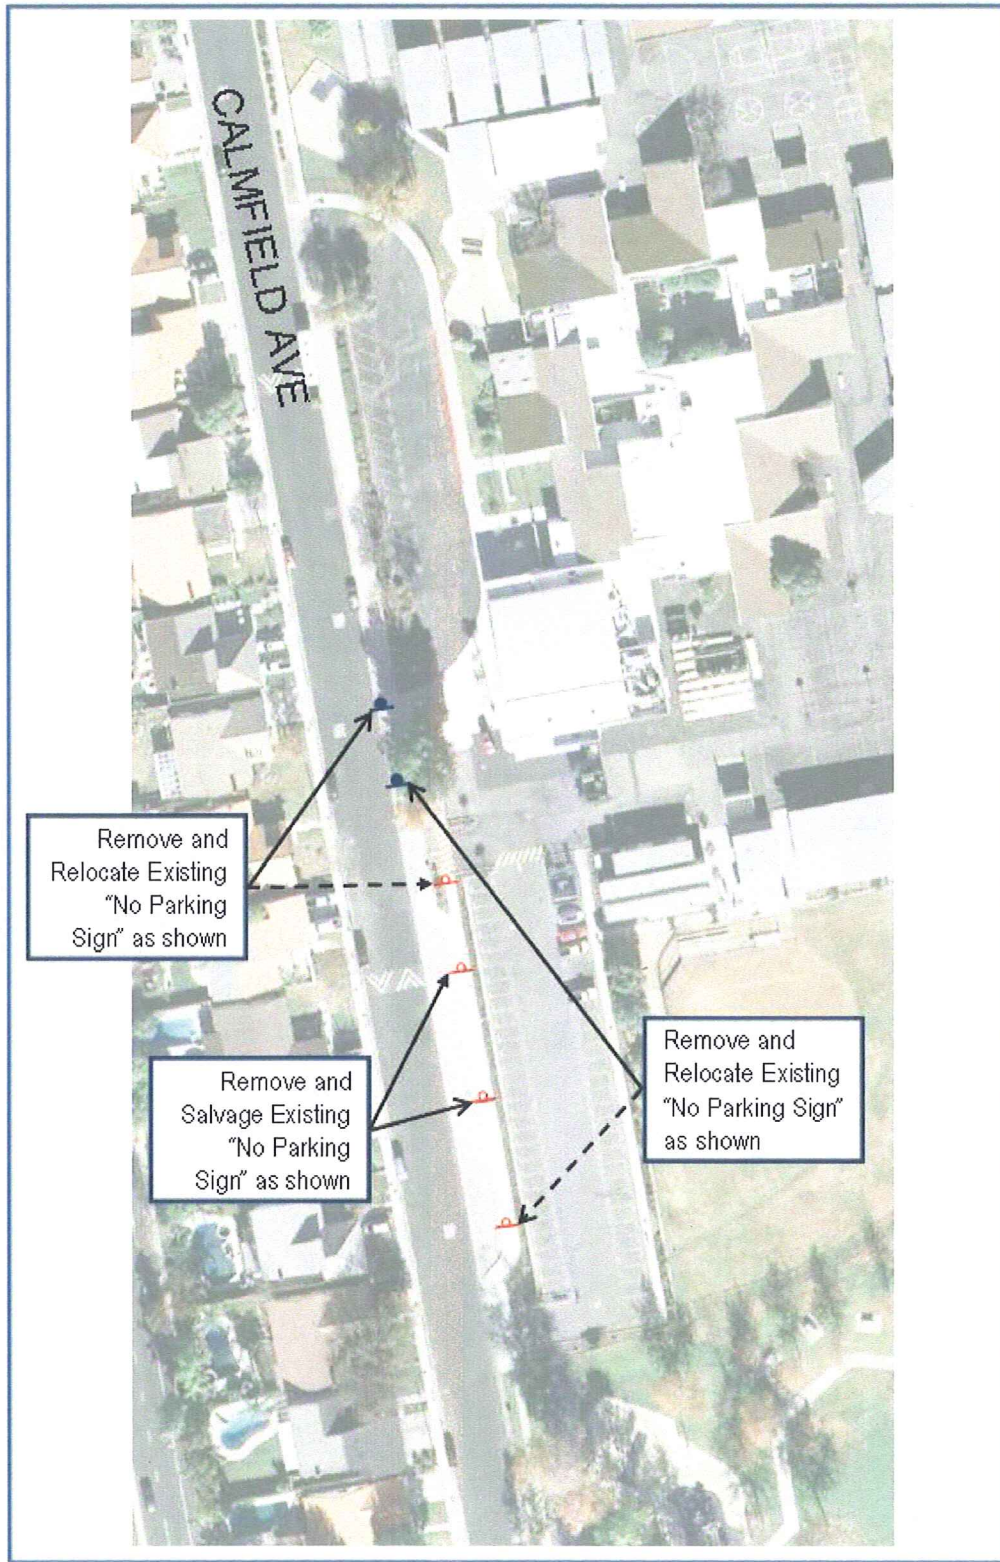 CALMFIELD AVE
Remove and
Relocate Existing
“No Parking
Sign” as shown
Remove and
Salvage Existing
“No Parking
Sign” as shown
Remove and
Relocate Existing
“No Parking Sign”
as shown